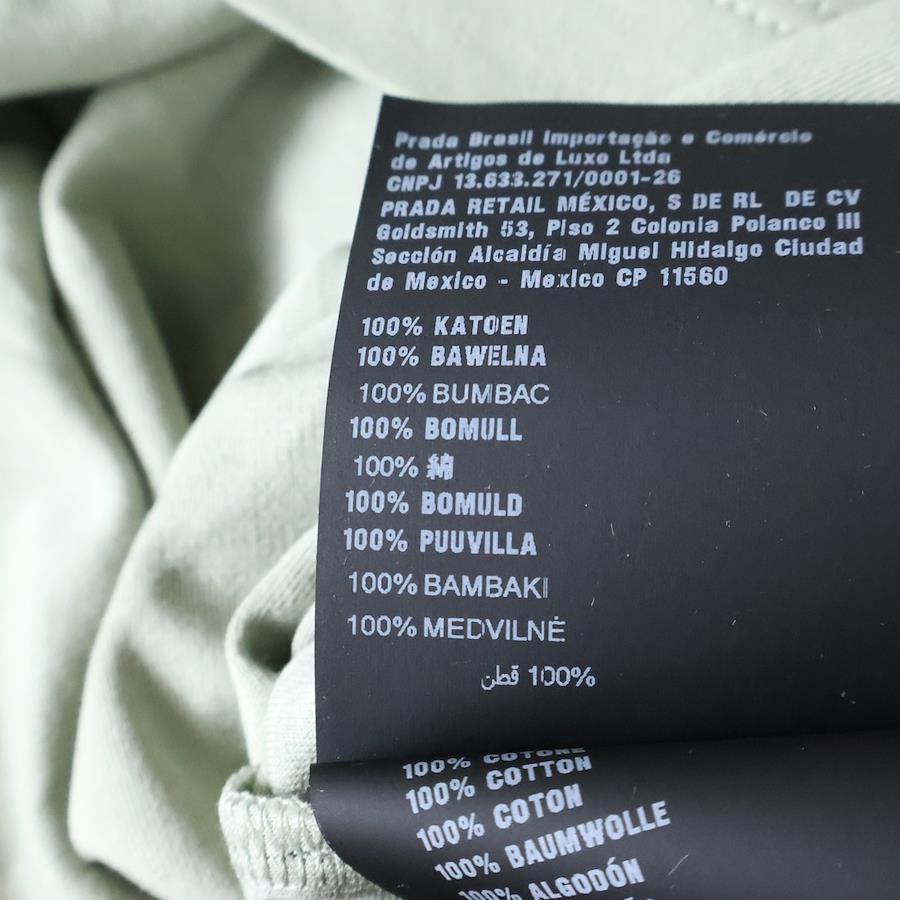 Prada Brasil Importação e Comércio
de Artigos de Luxo Ltda
CNPJ 13.633.271/0001-26
PRADA RETAIL MÉXICO, S DE RL DE CV
Goldsmith 53, Piso 2 Colonia Polanco III
Sección Alcaldía Miguel Hidalgo Ciudad
de Mexico - Mexico CP 11560
100% KATOEN
100% BAWELNA
100% BUMBAC
100% BOMULL
100% 綿
100% BOMULD
100% PUUVILLA
100% BAMBAKI
100% MEDVILNĖ
100% قطن
100% COTONE
100% COTTON
100% COTON
100% BAUMWOLLE
100% ALGODÓN